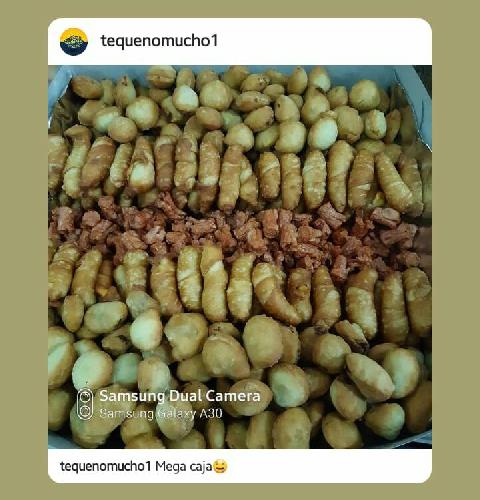 tequenomucho1
Samsung Dual Camera
Samsung Galaxy A30
tequenomucho1 Mega caja😆